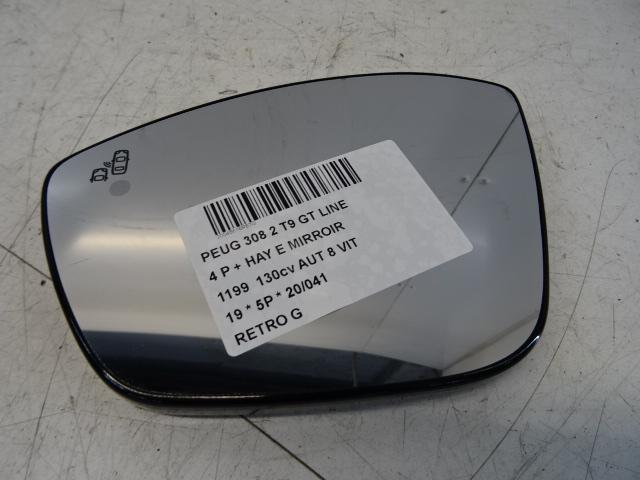 PEUG 308 2 T9 GT LINE
4 P + HAY E MIRROIR
1199 130cv AUT 8 VIT
19 * 5P * 20/041
RETRO G